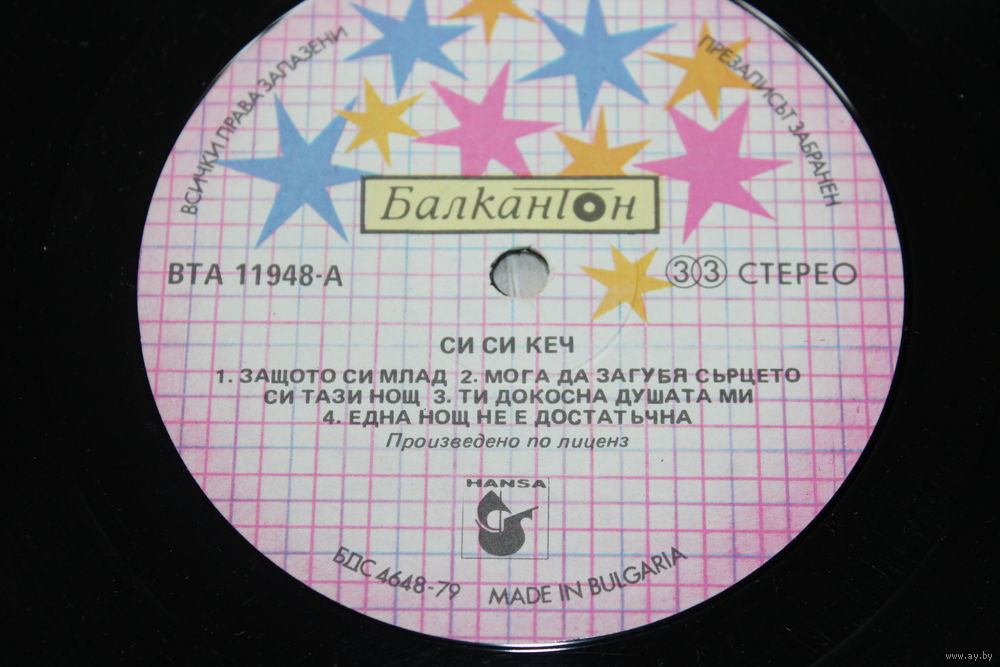 ВСИЧКИ ПРАВА ЗАПАЗЕНИ
ПРЕЗАПИСЪТ ЗАБРАНЕН
Балкантон
ВТА 11948-А
33 СТЕРЕО
СИ СИ КЕЧ
1. ЗАЩОТО СИ МЛАД 2. МОГА ДА ЗАГУБЯ СЪРЦЕТО
СИ ТАЗИ НОЩ 3. ТИ ДОКОСНА ДУШАТА МИ
4. ЕДНА НОЩ НЕ Е ДОСТАТЪЧНА
Произведено по лиценз
HANSA
БДС 4648-79
MADE IN BULGARIA
www.ay.by